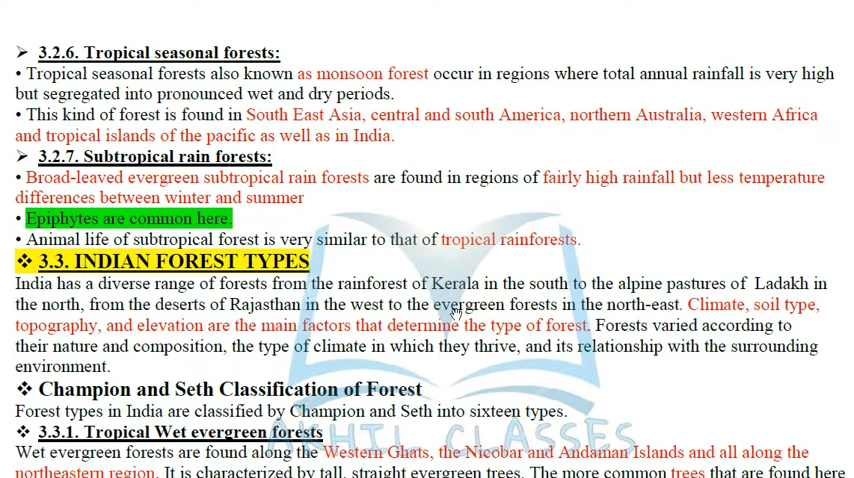 ➢ 3.2.6. Tropical seasonal forests:
• Tropical seasonal forests also known as monsoon forest occur in regions where total annual rainfall is very high
but segregated into pronounced wet and dry periods.
• This kind of forest is found in South East Asia, central and south America, northern Australia, western Africa
and tropical islands of the pacific as well as in India.
➢ 3.2.7. Subtropical rain forests:
• Broad-leaved evergreen subtropical rain forests are found in regions of fairly high rainfall but less temperature
differences between winter and summer
• Epiphytes are common here.
• Animal life of subtropical forest is very similar to that of tropical rainforests.
❖ 3.3. INDIAN FOREST TYPES
India has a diverse range of forests from the rainforest of Kerala in the south to the alpine pastures of Ladakh in
the north, from the deserts of Rajasthan in the west to the evergreen forests in the north-east. Climate, soil type,
topography, and elevation are the main factors that determine the type of forest. Forests varied according to
their nature and composition, the type of climate in which they thrive, and its relationship with the surrounding
environment.
❖ Champion and Seth Classification of Forest
Forest types in India are classified by Champion and Seth into sixteen types.
❖ 3.3.1. Tropical Wet evergreen forests
AKHIL CLASSES
Wet evergreen forests are found along the Western Ghats, the Nicobar and Andaman Islands and all along the
northeastern region. It is characterized by tall, straight evergreen trees. The more common trees that are found here